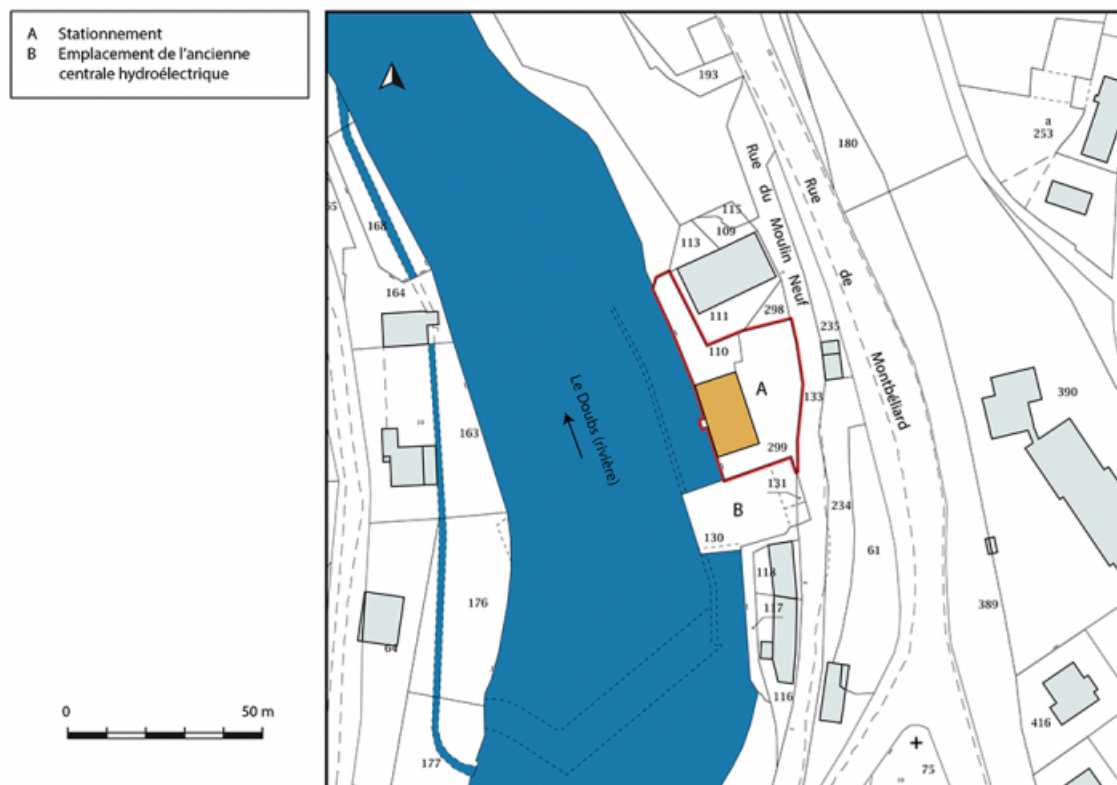 A Stationnement
B Emplacement de l'ancienne
centrale hydroélectrique
193
180
a
253
Rue du Moulin Neuf
Rue de Montbéliard
115
109
113
168
164
111
298
235
110
A
133
390
Le Doubs (rivière)
163
299
131
B
234
130
61
118
176
117
389
64
116
416
177
75
0 50 m